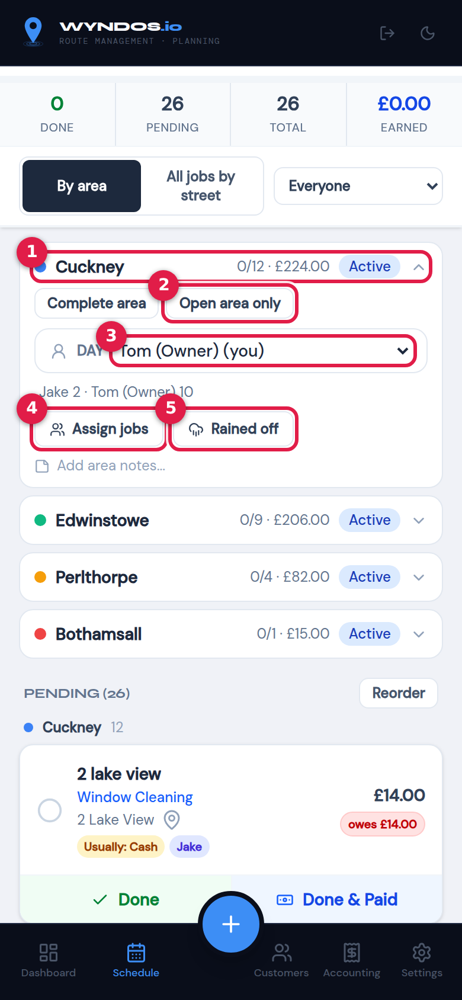 WYNDOS.io
ROUTE MANAGEMENT · PLANNING
0 26 26 £0.00
DONE PENDING TOTAL EARNED
By area All jobs by street Everyone
1
Cuckney 0/12 · £224.00 Active
2
Complete area Open area only
3
DAY Tom (Owner) (you)
Jake 2 · Tom (Owner) 10
4 5
Assign jobs Rained off
Add area notes...
Edwinstowe 0/9 · £206.00 Active
Perlthorpe 0/4 · £82.00 Active
Bothamsall 0/1 · £15.00 Active
PENDING (26) Reorder
Cuckney 12
2 lake view
Window Cleaning £14.00
2 Lake View owes £14.00
Usually: Cash Jake
Done Done & Paid
Dashboard Schedule Customers Accounting Settings